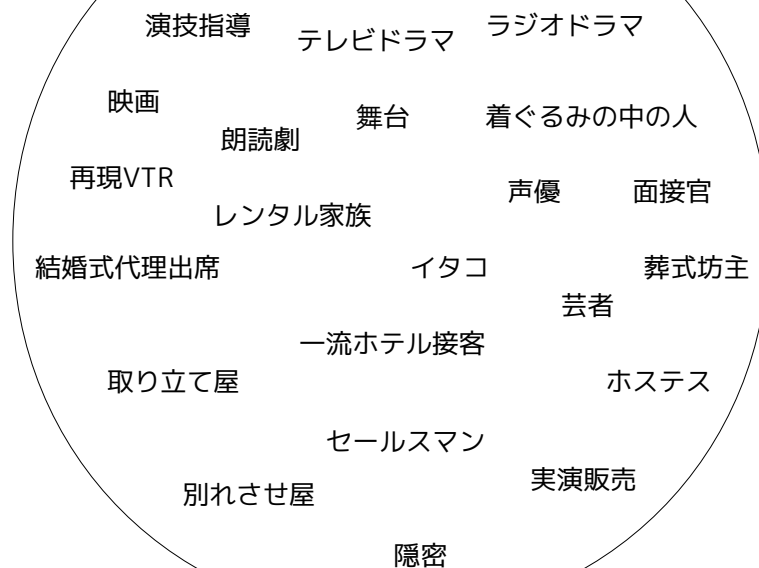 演技指導
テレビドラマ
ラジオドラマ
映画
舞台
着ぐるみの中の人
朗読劇
再現VTR
声優
面接官
レンタル家族
結婚式代理出席
イタコ
葬式坊主
芸者
一流ホテル接客
取り立て屋
ホステス
セールスマン
実演販売
別れさせ屋
隠密